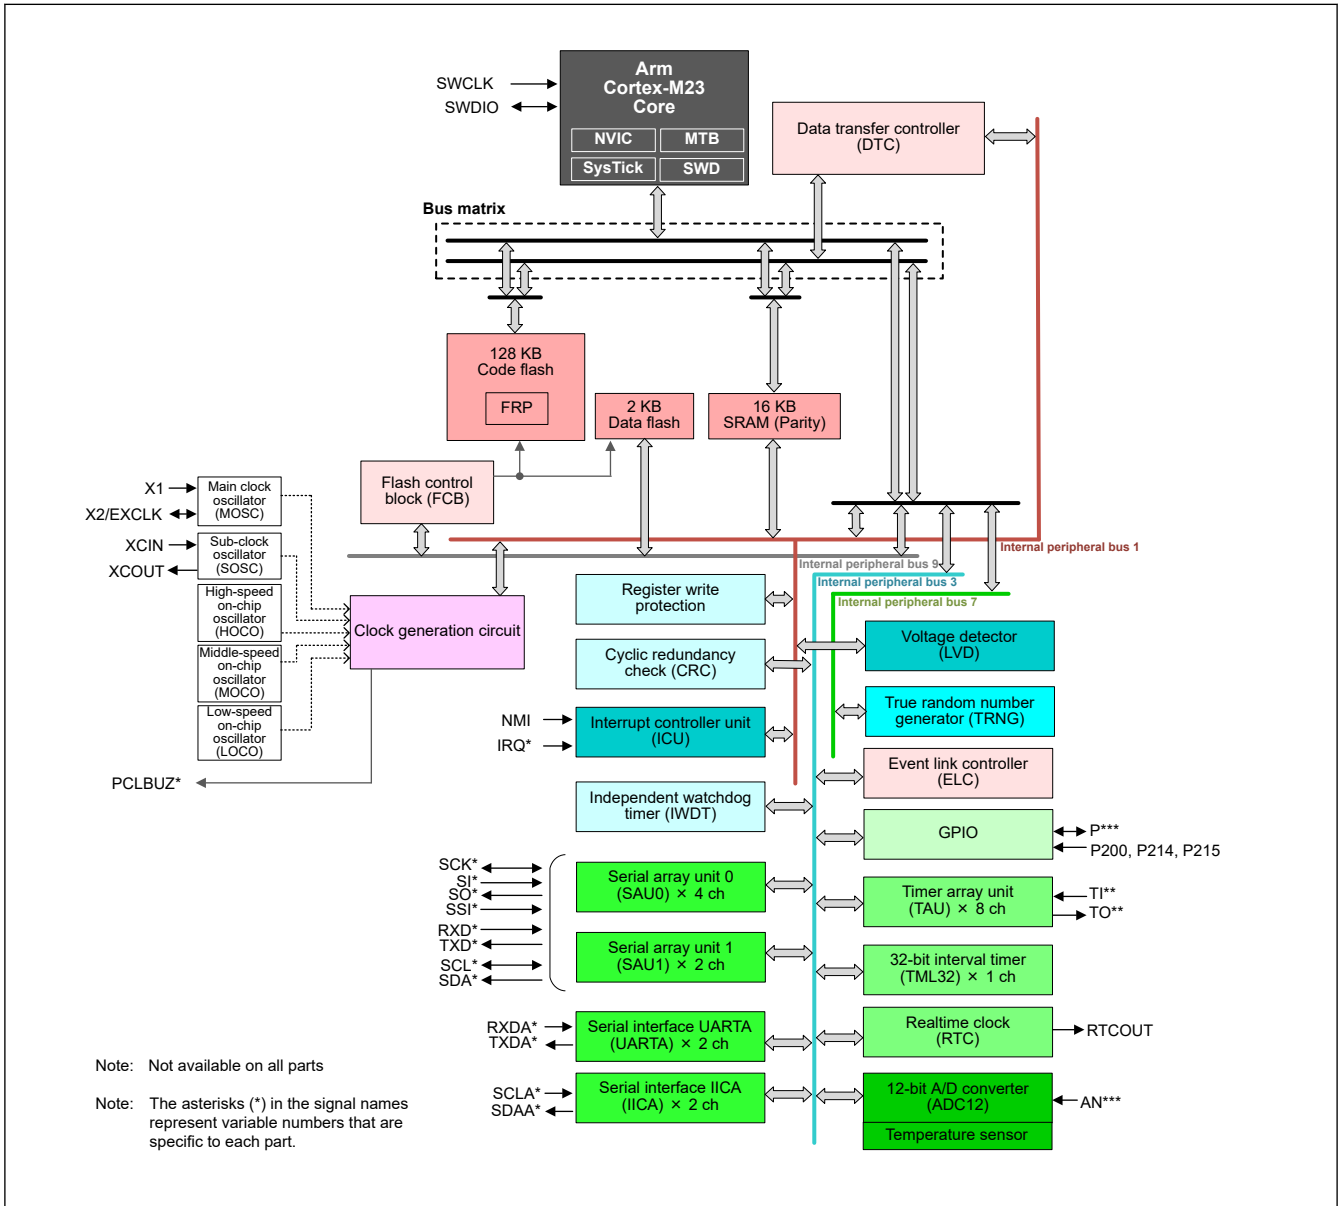 Arm
Cortex-M23
Core
NVIC
MTB
SysTick
SWD
SWCLK
SWDIO
Data transfer controller
(DTC)
Bus matrix
128 KB
Code flash
FRP
2 KB
Data flash
16 KB
SRAM (Parity)
Flash control
block (FCB)
X1
X2/EXCLK
XCIN
XCOUT
Main clock
oscillator
(MOSC)
Sub-clock
oscillator
(SOSC)
High-speed
on-chip
oscillator
(HOCO)
Middle-speed
on-chip
oscillator
(MOCO)
Low-speed
on-chip
oscillator
(LOCO)
Clock generation circuit
PCLBUZ*
Internal peripheral bus 1
Internal peripheral bus 9
Internal peripheral bus 3
Internal peripheral bus 7
Register write
protection
Cyclic redundancy
check (CRC)
NMI
IRQ*
Interrupt controller unit
(ICU)
Independent watchdog
timer (IWDT)
SCK*
SI*
SO*
SSI*
RXD*
TXD*
SCL*
SDA*
Serial array unit 0
(SAU0) × 4 ch
Serial array unit 1
(SAU1) × 2 ch
RXDA*
TXDA*
Serial interface UARTA
(UARTA) × 2 ch
SCLA*
SDAA*
Serial interface IICA
(IICA) × 2 ch
Voltage detector
(LVD)
True random number
generator (TRNG)
Event link controller
(ELC)
GPIO
P***
P200, P214, P215
Timer array unit
(TAU) × 8 ch
TI**
TO**
32-bit interval timer
(TML32) × 1 ch
Realtime clock
(RTC)
RTCOUT
12-bit A/D converter
(ADC12)
AN***
Temperature sensor
Note: Not available on all parts
Note: The asterisks (*) in the signal names
represent variable numbers that are
specific to each part.